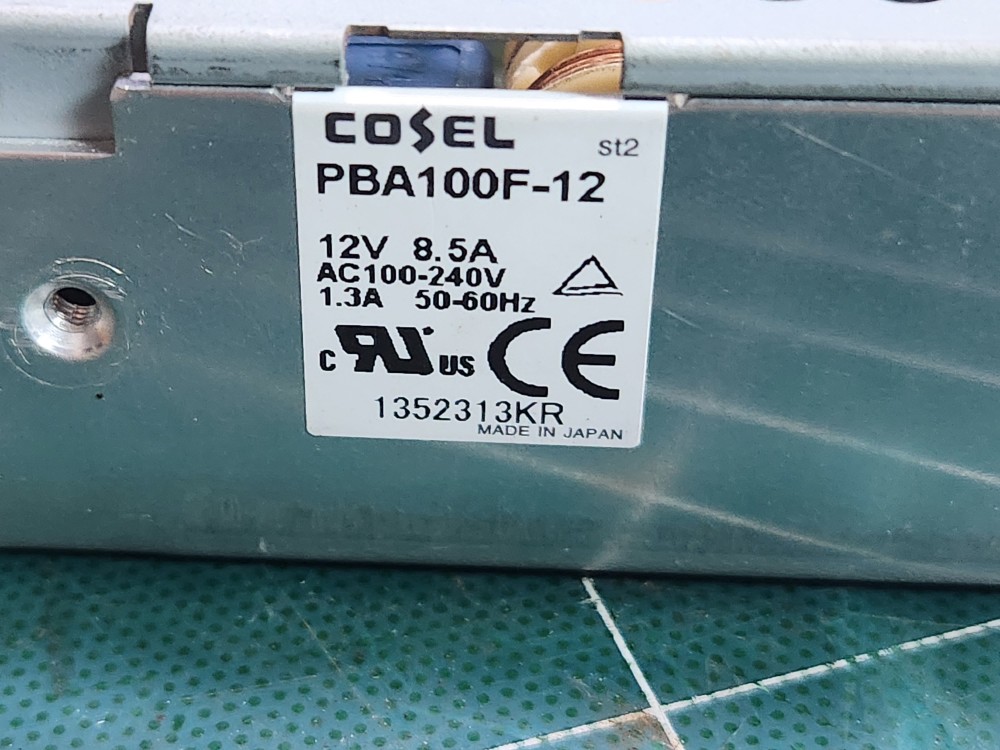 COSEL
st2
PBA100F-12
12V 8.5A
AC100-240V
1.3A 50-60Hz
C RU US CE
1352313KR
MADE IN JAPAN